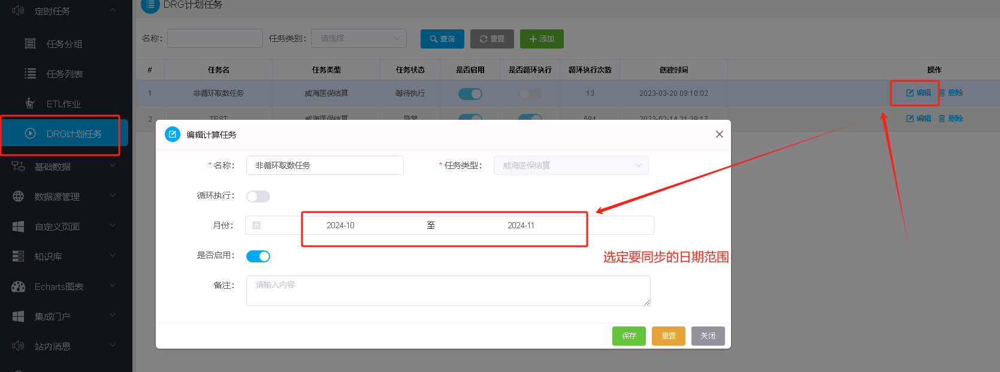 定时任务
任务分组
任务列表
ETL作业
DRG计划任务
基础数据
数据源管理
自定义页面
知识库
Echarts图表
集成门户
站内消息
DRG计划任务
名称：
任务类别： 请选择...
查询 重置 添加
# 任务名 任务类型 任务状态 是否启用 是否循环执行 循环执行次数 创建时间 操作
1 非循环取数任务 威海医保结算 等待执行 13 2023-03-20 09:10:02 编辑 删除
2 TEST 威海医保结算 异常 594 2023-02-14 21:39:17 编辑 删除
编辑计算任务
* 名称： 非循环取数任务 * 任务类型： 威海医保结算
循环执行：
月份： 2024-10 至 2024-11
是否启用：
选定要同步的日期范围
备注： 请输入内容
保存 重置 关闭